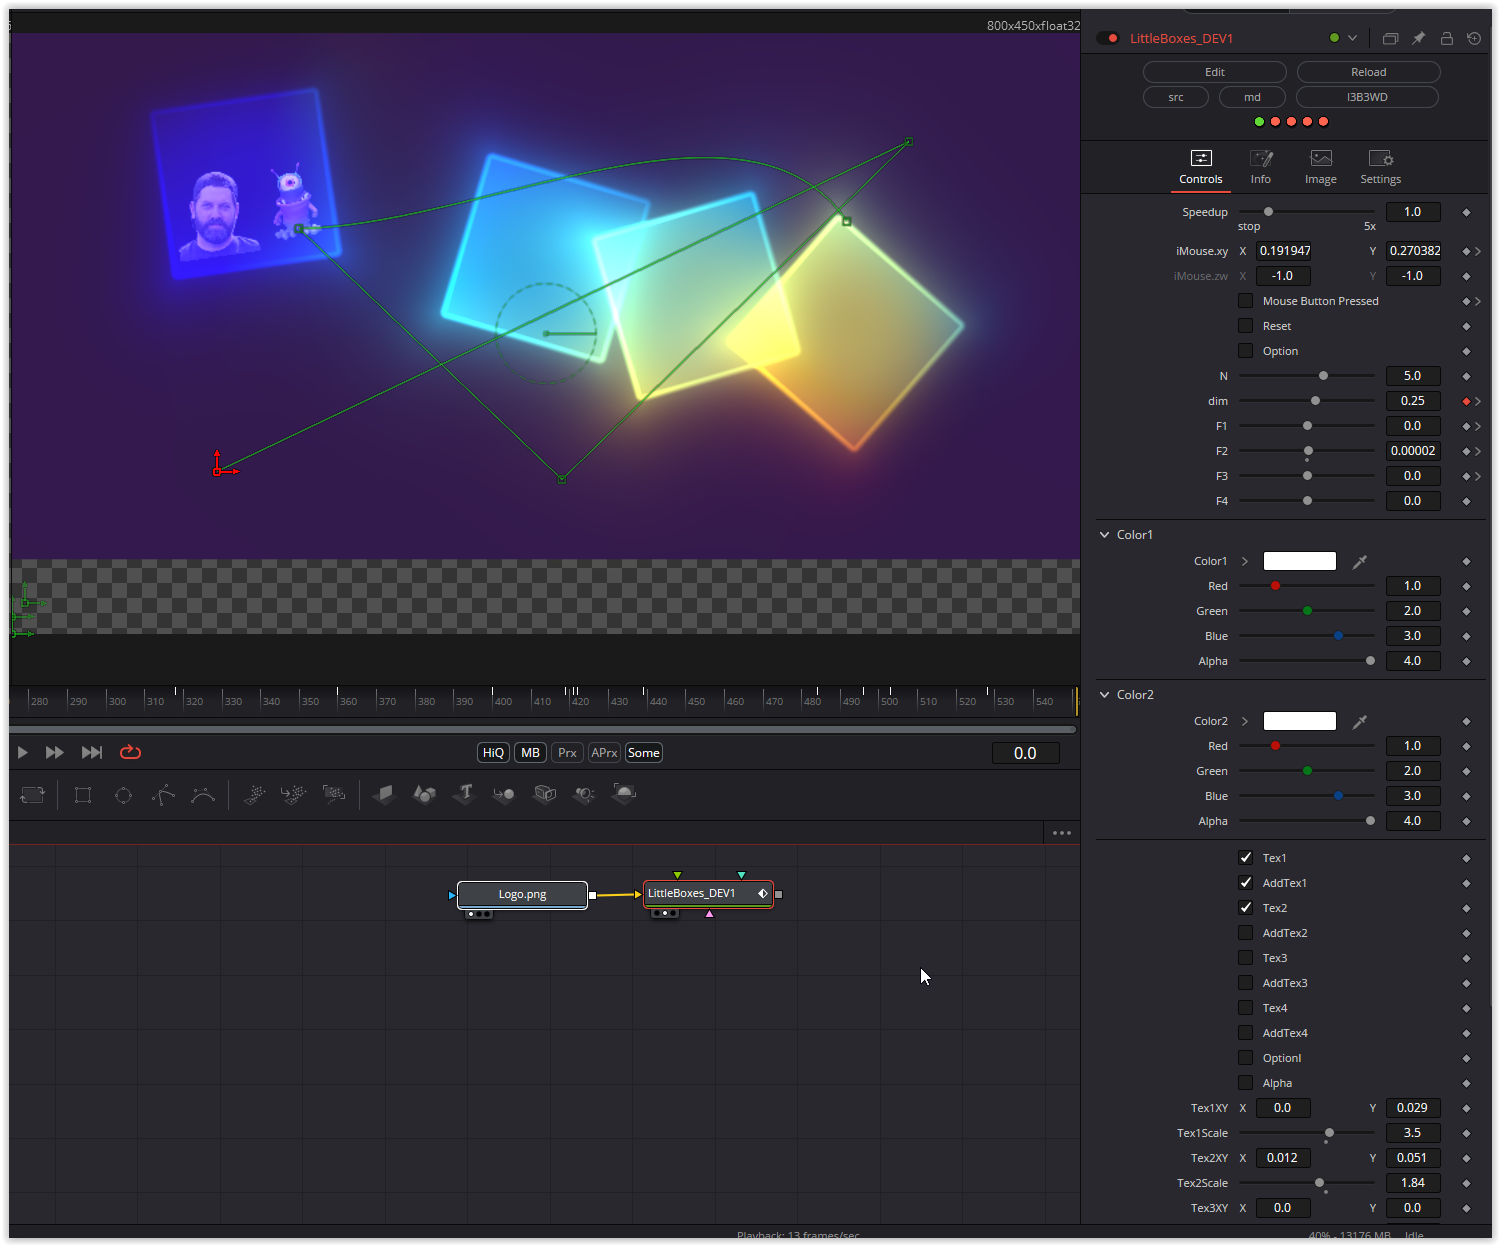 800x450xfloat32
LittleBoxes_DEV1
Edit
Reload
src
md
I3B3WD
Controls
Info
Image
Settings
Speedup
1.0
stop
5x
iMouse.xy X 0.191947 Y 0.270382
iMouse.zw X -1.0 Y -1.0
Mouse Button Pressed
Reset
Option
N 5.0
dim 0.25
F1 0.0
F2 0.00002
F3 0.0
F4 0.0
Color1
Color1
Red 1.0
Green 2.0
Blue 3.0
Alpha 4.0
Color2
Color2
Red 1.0
Green 2.0
Blue 3.0
Alpha 4.0
Tex1
AddTex1
Tex2
AddTex2
Tex3
AddTex3
Tex4
AddTex4
OptionI
Alpha
Tex1XY X 0.0 Y 0.029
Tex1Scale 3.5
Tex2XY X 0.012 Y 0.051
Tex2Scale 1.84
Tex3XY X 0.0 Y 0.0
280 290 300 310 320 330 340 350 360 370 380 390 400 410 420 430 440 450 460 470 480 490 500 510 520 530 540
HiQ MB Prx APrx Some
0.0
T
Logo.png
LittleBoxes_DEV1
Playback: 13 frames/sec
40% - 13176 MB Idle